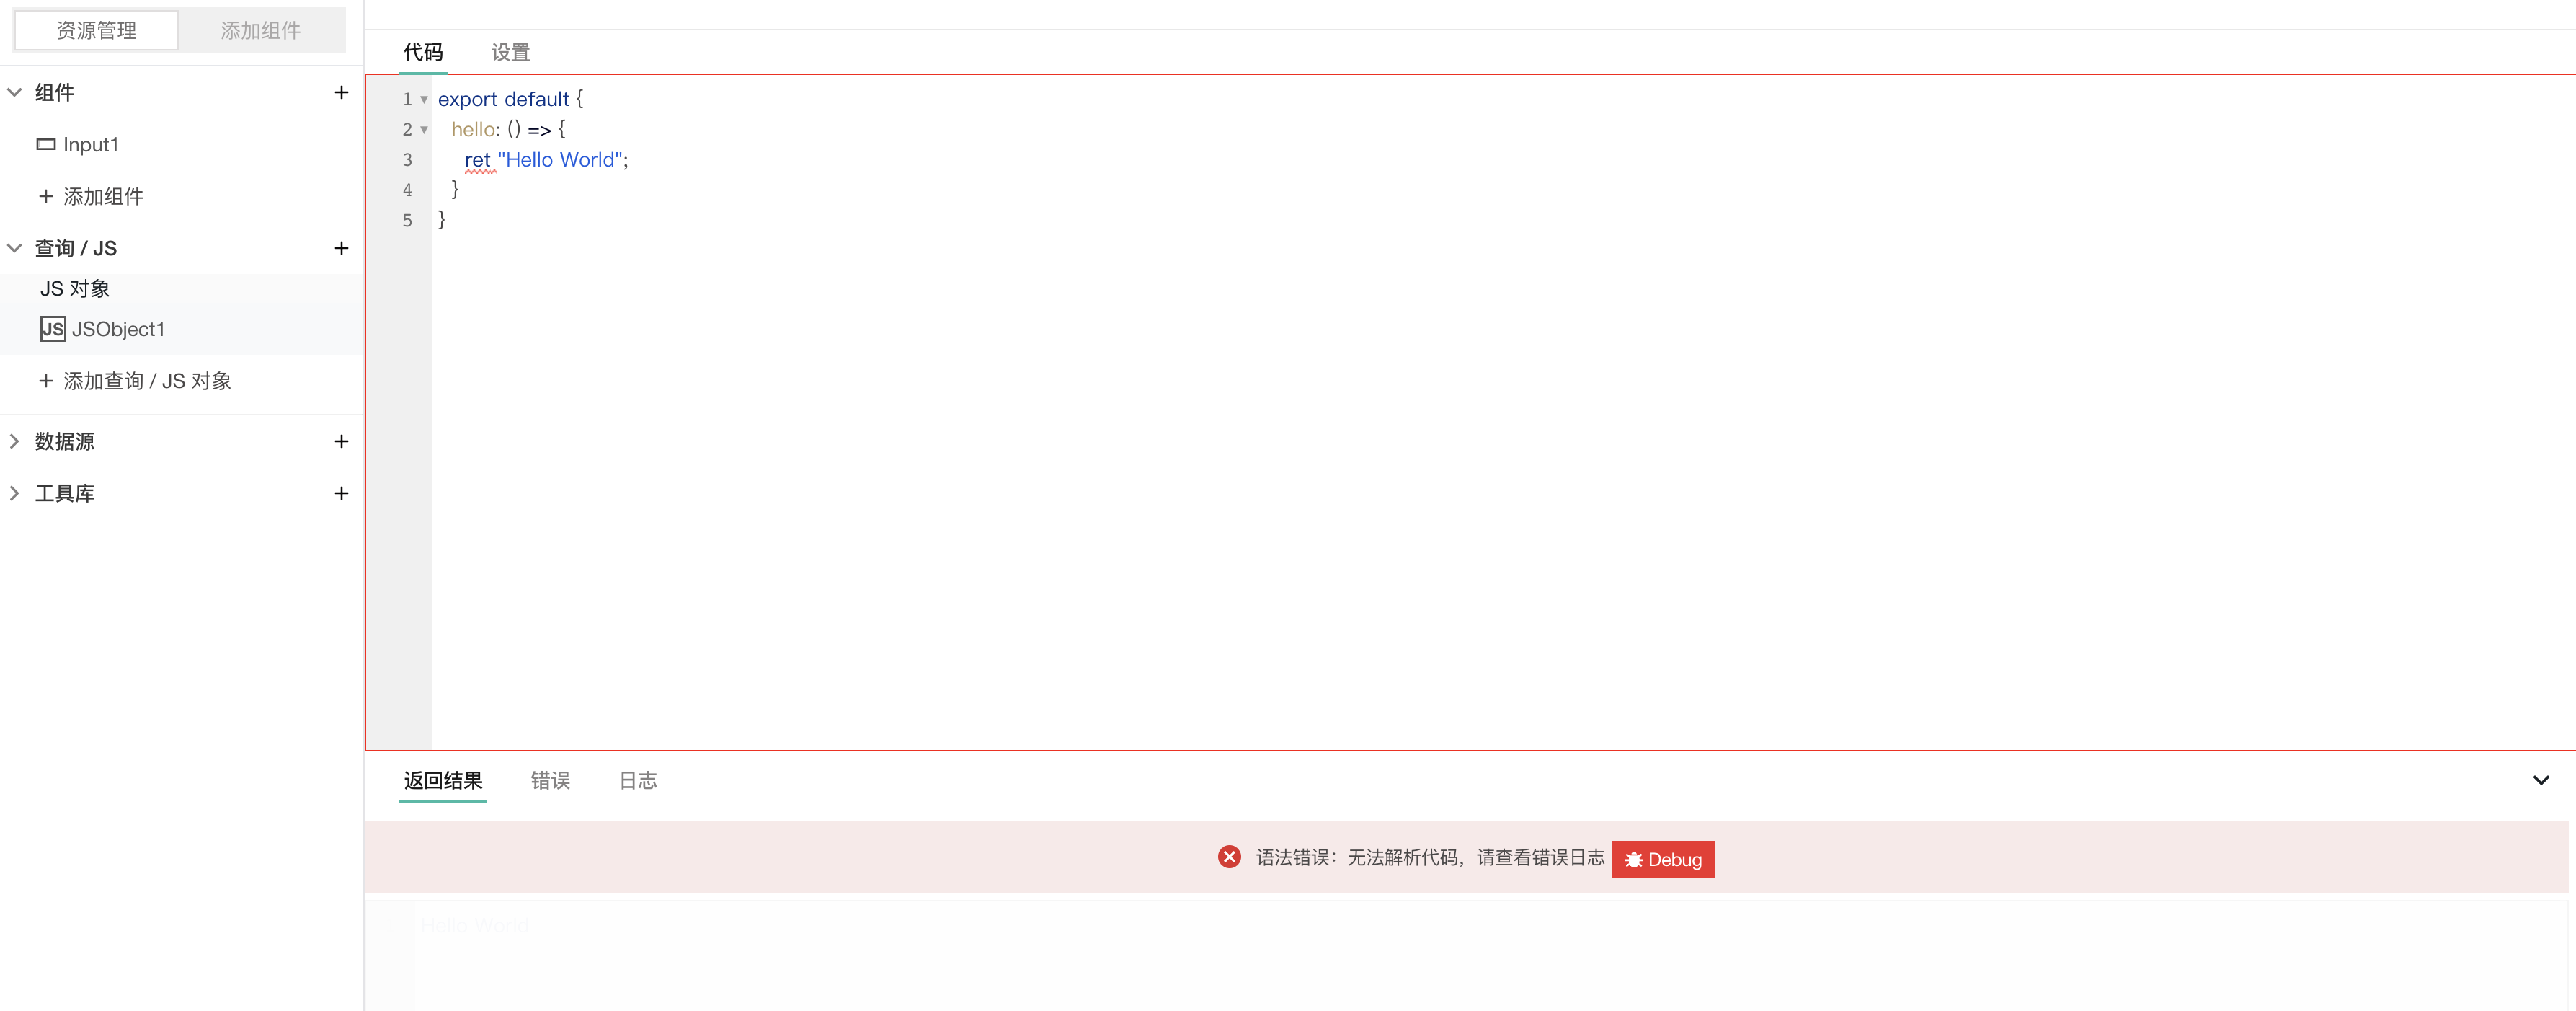 资源管理
添加组件
组件
Input1
添加组件
查询 / JS
JS 对象
JS JSObject1
添加查询 / JS 对象
数据源
工具库
代码
设置
1 export default {
2 hello: () => {
3 ret "Hello World";
4 }
5 }
返回结果
错误
日志
语法错误：无法解析代码，请查看错误日志
Debug
Hello World